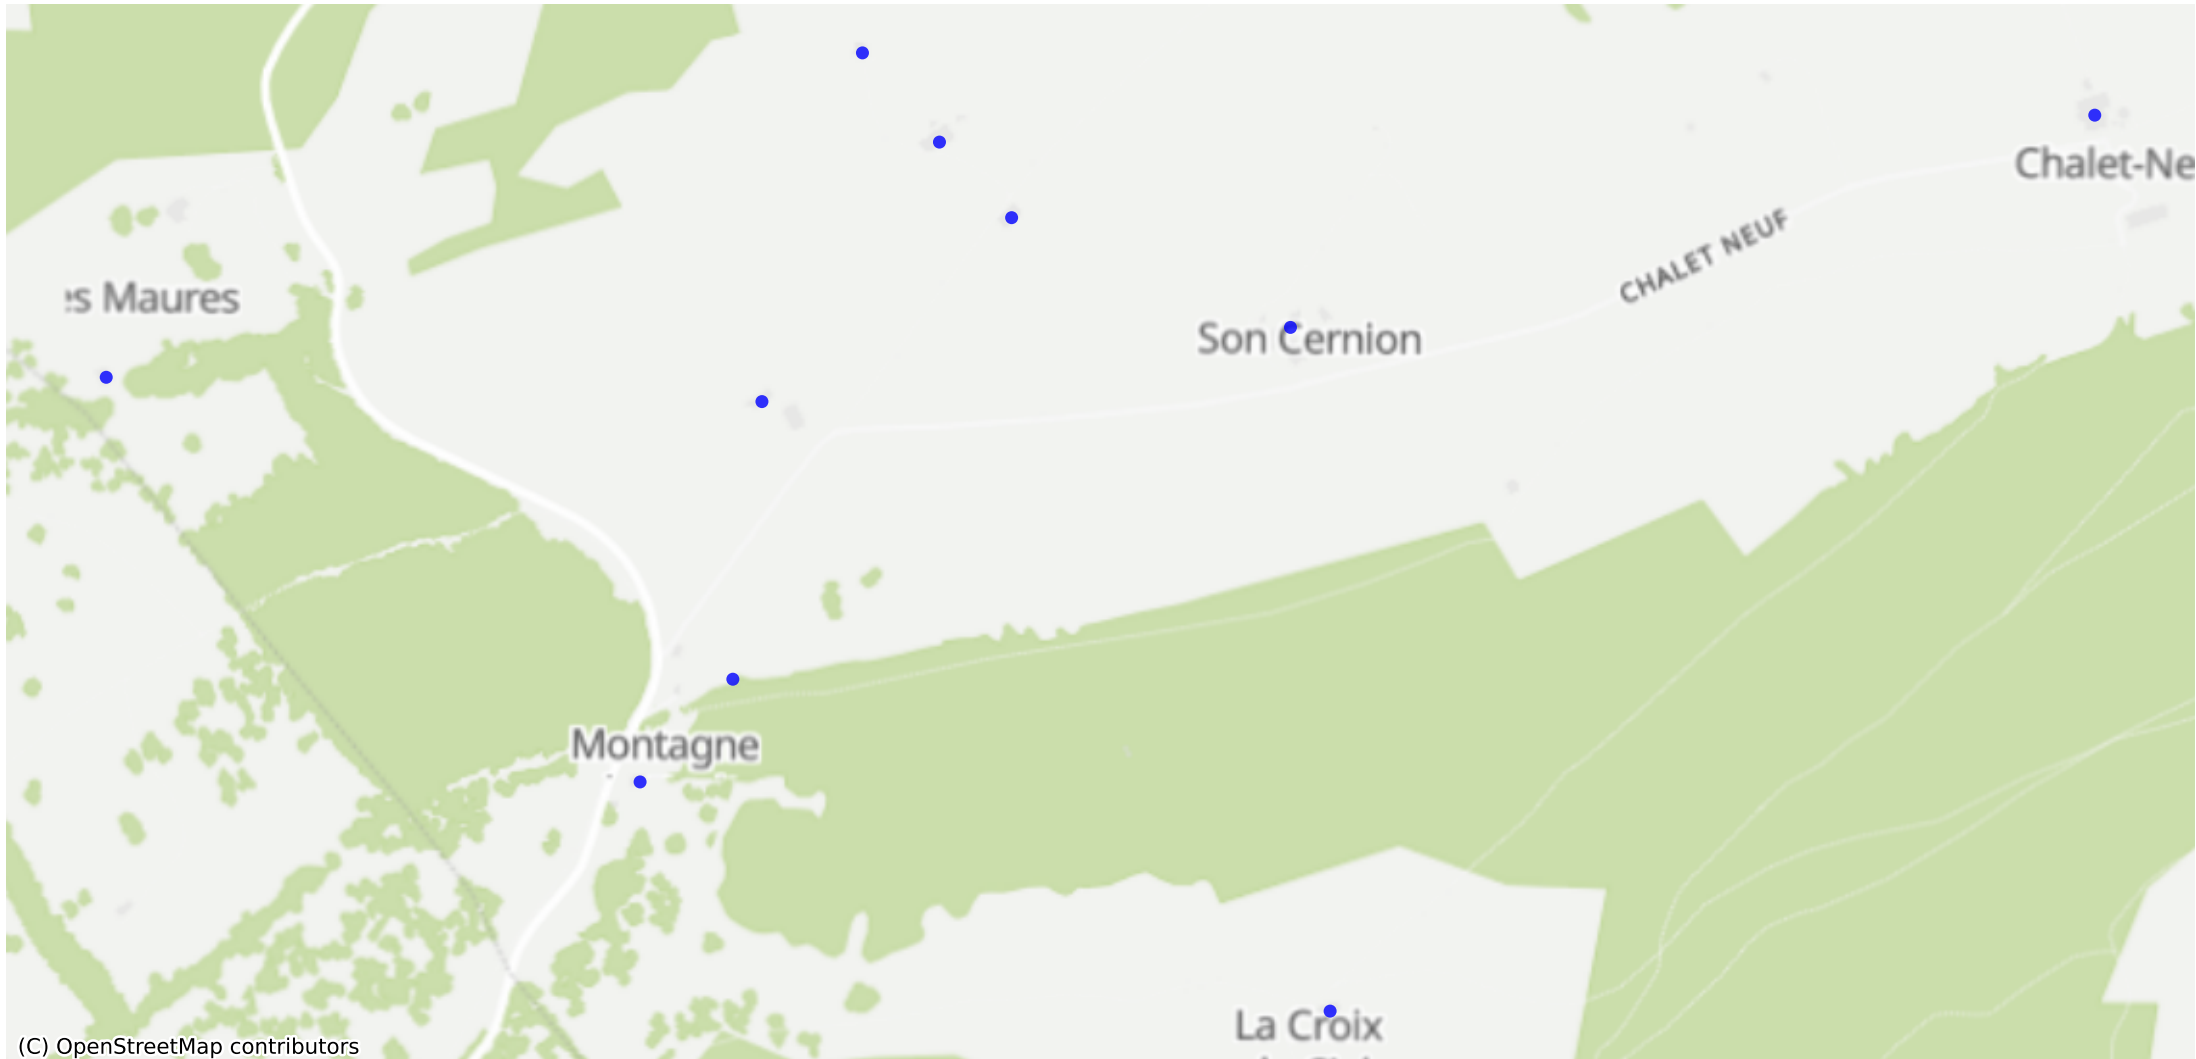 Chalet-Ne
CHALET NEUF
s Maures
Son Cernion
Montagne
La Croix
(C) OpenStreetMap contributors